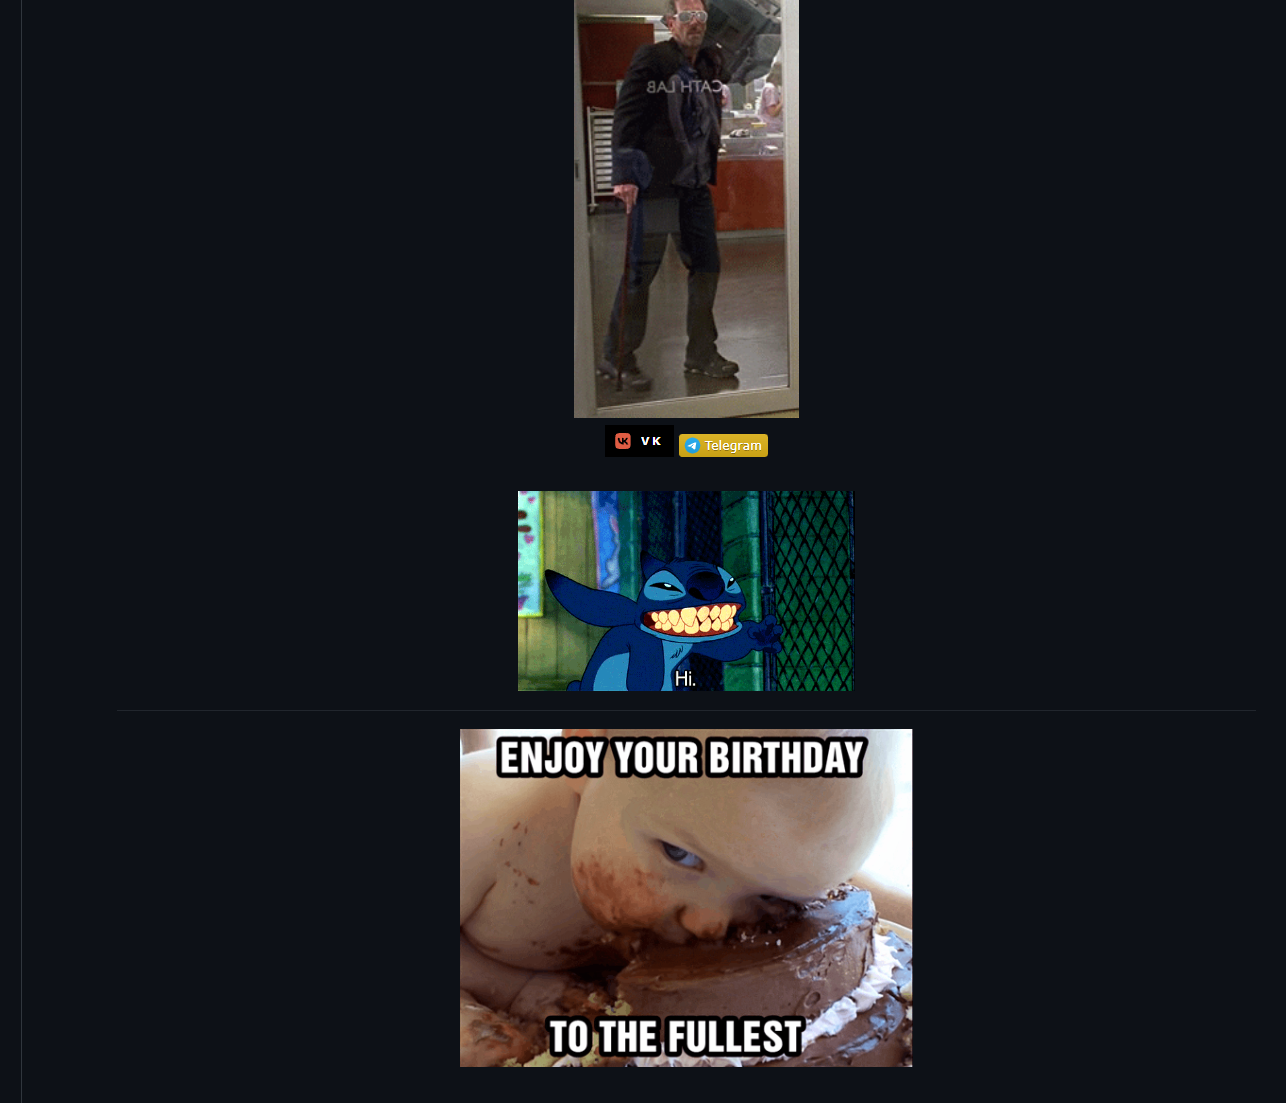 CATH LAB
VK
Telegram
Hi.
ENJOY YOUR BIRTHDAY
TO THE FULLEST